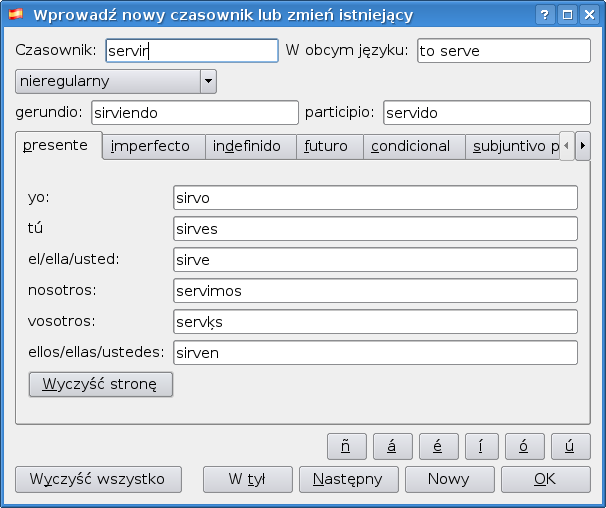 Wprowadź nowy czasownik lub zmień istniejący
Czasownik: servir W obcym języku: to serve
nieregularny
gerundio: sirviendo participio: servido
presente imperfecto indefinido futuro condicional subjuntivo p
yo: sirvo
tú sirves
el/ella/usted: sirve
nosotros: servimos
vosotros: servķs
ellos/ellas/ustedes: sirven
Wyczyść stronę
ñ á é í ó ú
Wyczyść wszystko W tył Następny Nowy OK